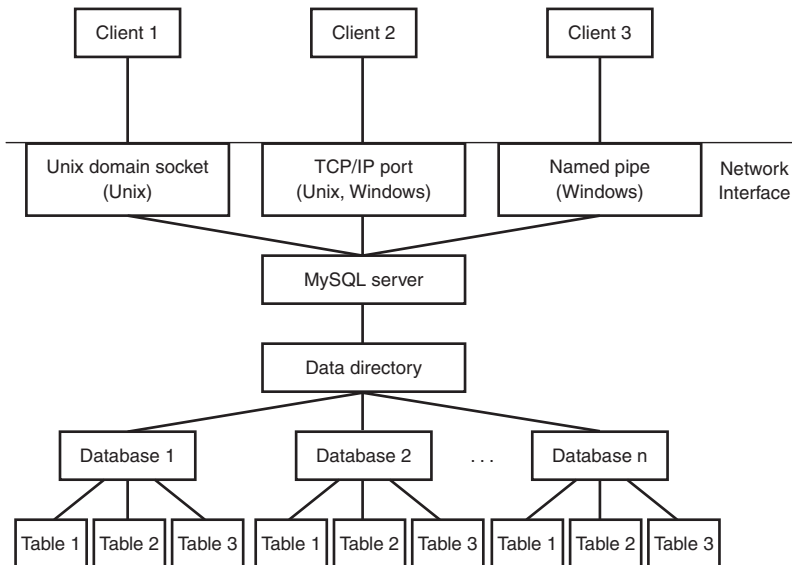 Client 1
Client 2
Client 3
Unix domain socket
(Unix)
TCP/IP port
(Unix, Windows)
Named pipe
(Windows)
Network
Interface
MySQL server
Data directory
Database 1
Database 2
...
Database n
Table 1
Table 2
Table 3
Table 1
Table 2
Table 3
Table 1
Table 2
Table 3